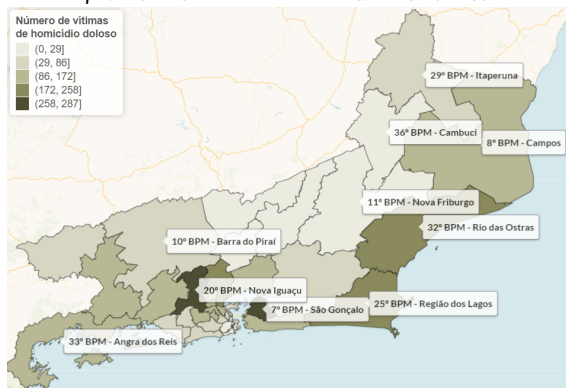 Número de vítimas
de homicídio doloso
(0, 29]
(29, 86]
(86, 172]
(172, 258]
(258, 287]
29º BPM - Itaperuna
36º BPM - Cambuci
8º BPM - Campos
11º BPM - Nova Friburgo
32º BPM - Rio das Ostras
10º BPM - Barra do Piraí
20º BPM - Nova Iguaçu
25º BPM - Região dos Lagos
7º BPM - São Gonçalo
33º BPM - Angra dos Reis